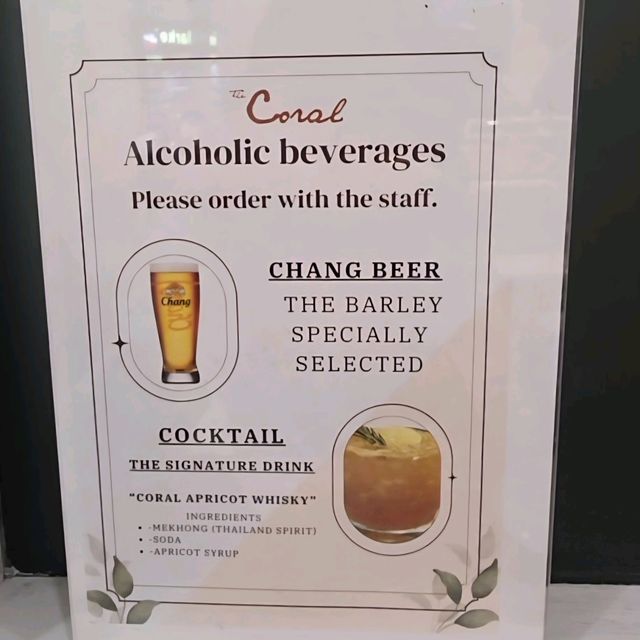 The Coral
Alcoholic beverages
Please order with the staff.
CHANG BEER
THE BARLEY
SPECIALLY
SELECTED
Chang
COCKTAIL
THE SIGNATURE DRINK
"CORAL APRICOT WHISKY"
INGREDIENTS
• -MEKHONG (THAILAND SPIRIT)
• -SODA
• -APRICOT SYRUP